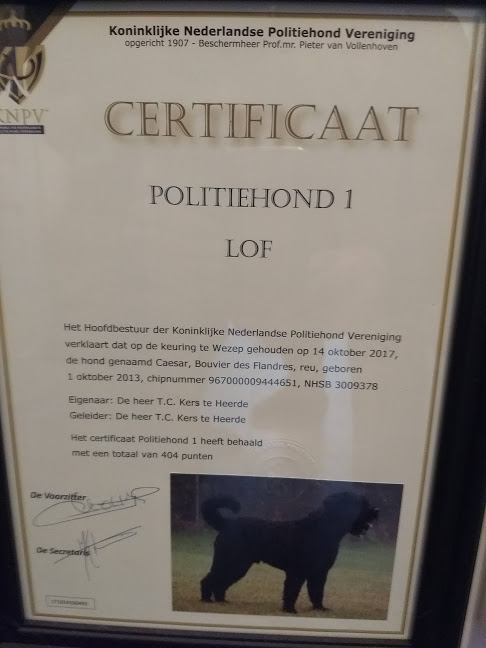 Koninklijke Nederlandse Politiehond Vereniging
opgericht 1907 - Beschermheer Prof.mr. Pieter van Vollenhoven
KNPV
CERTIFICAAT
POLITIEHOND 1
LOF
Het Hoofdbestuur der Koninklijke Nederlandse Politiehond Vereniging
verklaart dat op de keuring te Wezep gehouden op 14 oktober 2017,
de hond genaamd Caesar, Bouvier des Flandres, reu, geboren
1 oktober 2013, chipnummer 967000009444651, NHSB 3009378
Eigenaar: De heer T.C. Kers te Heerde
Geleider: De heer T.C. Kers te Heerde
Het certificaat Politiehond 1 heeft behaald
met een totaal van 404 punten
De Voorzitter
De Secretaris